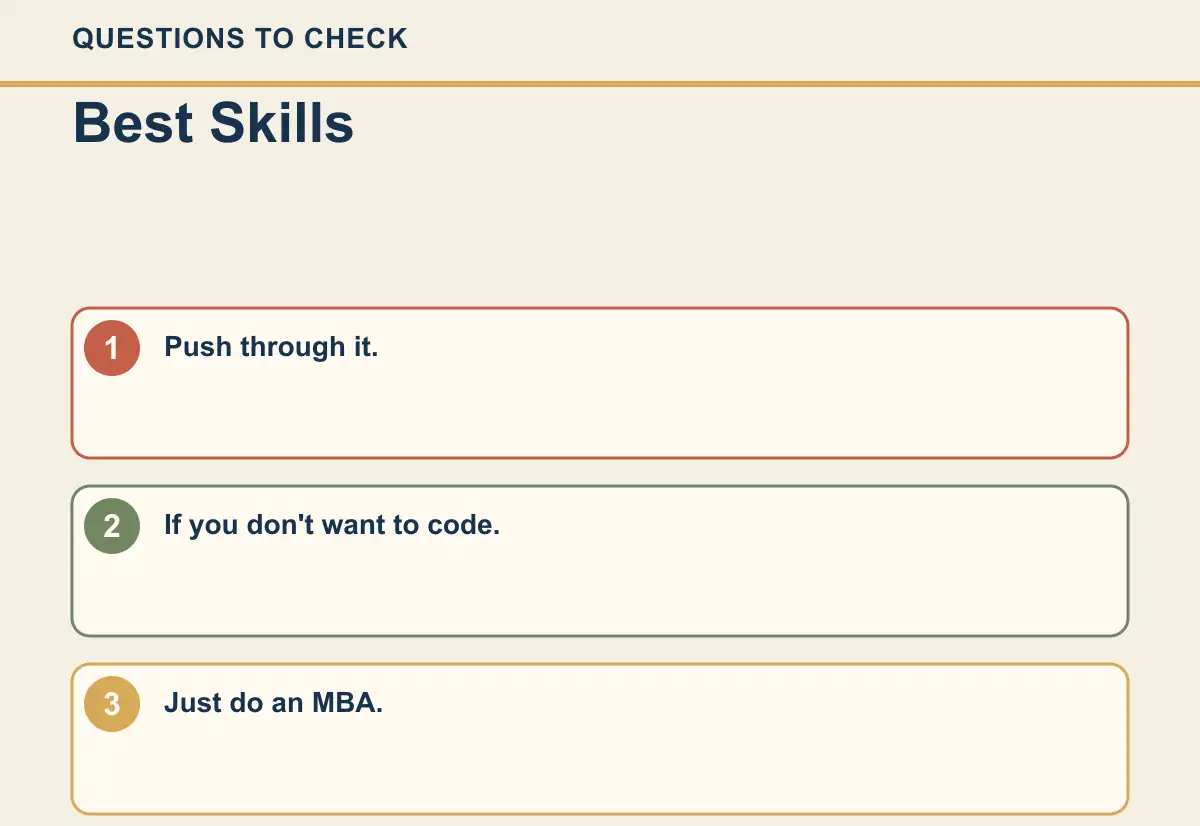 QUESTIONS TO CHECK
Best Skills
1 Push through it.
2 If you don't want to code.
3 Just do an MBA.